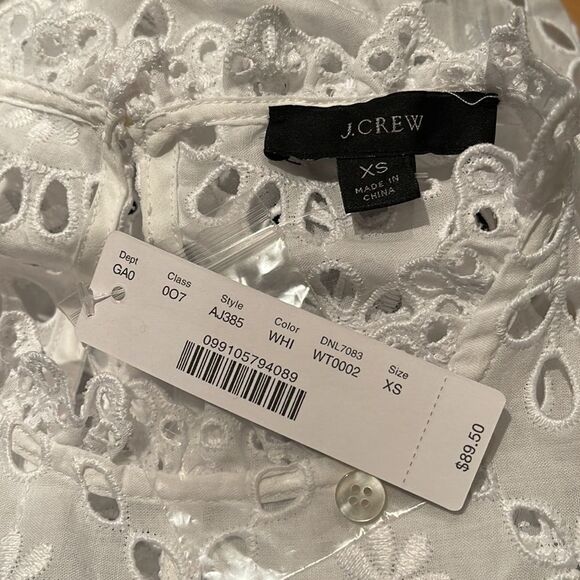 J.CREW
XS
MADE IN
CHINA
Dept Class Style Color DNL7083 Size
GA0 0O7 AJ385 WHI WT0002 XS
099105794089
$89.50